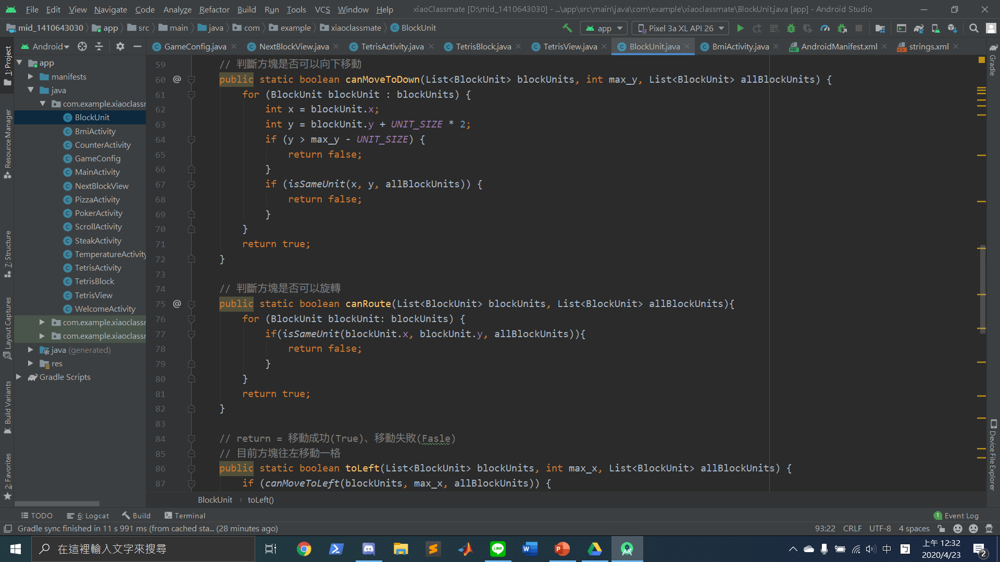 File Edit View Navigate Code Analyze Refactor Build Run Tools VCS Window Help xiaoClassmate [D:\mid_1410643030] - ...\app\src\main\java\com\example\xiaoclassmate\BlockUnit.java [app] - Android Studio
mid_1410643030 app src main java com example xiaoclassmate BlockUnit app Pixel 3a XL API 26
Android GameConfig.java NextBlockView.java TetrisActivity.java TetrisBlock.java TetrisView.java BlockUnit.java BmiActivity.java AndroidManifest.xml strings.xml
1: Project
Resource Manager
7: Structure
Layout Captures
Build Variants
2: Favorites
app
manifests
java
com.example.xiaoclassr
BlockUnit
BmiActivity
CounterActivity
GameConfig
MainActivity
NextBlockView
PizzaActivity
PokerActivity
ScrollActivity
SteakActivity
TemperatureActivity
TetrisActivity
TetrisBlock
TetrisView
WelcomeActivity
com.example.xiaoclassr
com.example.xiaoclassr
java (generated)
res
Gradle Scripts
59 // 判斷方塊是否可以向下移動
60 @ public static boolean canMoveToDown(List<BlockUnit> blockUnits, int max_y, List<BlockUnit> allBlockUnits) {
61 for (BlockUnit blockUnit : blockUnits) {
62 int x = blockUnit.x;
63 int y = blockUnit.y + UNIT_SIZE * 2;
64 if (y > max_y - UNIT_SIZE) {
65 return false;
66 }
67 if (isSameUnit(x, y, allBlockUnits)) {
68 return false;
69 }
70 }
71 return true;
72 }
73
74 // 判斷方塊是否可以旋轉
75 @ public static boolean canRoute(List<BlockUnit> blockUnits, List<BlockUnit> allBlockUnits){
76 for (BlockUnit blockUnit: blockUnits) {
77 if(isSameUnit(blockUnit.x, blockUnit.y, allBlockUnits)){
78 return false;
79 }
80 }
81 return true;
82 }
83
84 // return = 移動成功(True)、移動失敗(Fasle)
85 // 目前方塊往左移動一格
86 public static boolean toLeft(List<BlockUnit> blockUnits, int max_x, List<BlockUnit> allBlockUnits) {
87 if (canMoveToLeft(blockUnits, max_x, allBlockUnits)) {
BlockUnit toLeft()
Gradle
Device File Explorer
TODO 6: Logcat Build Terminal 1 Event Log
Gradle sync finished in 11 s 991 ms (from cached sta... (28 minutes ago) 93:22 CRLF UTF-8 4 spaces
在這裡輸入文字來搜尋
LINE
中
上午 12:32
2020/4/23
2